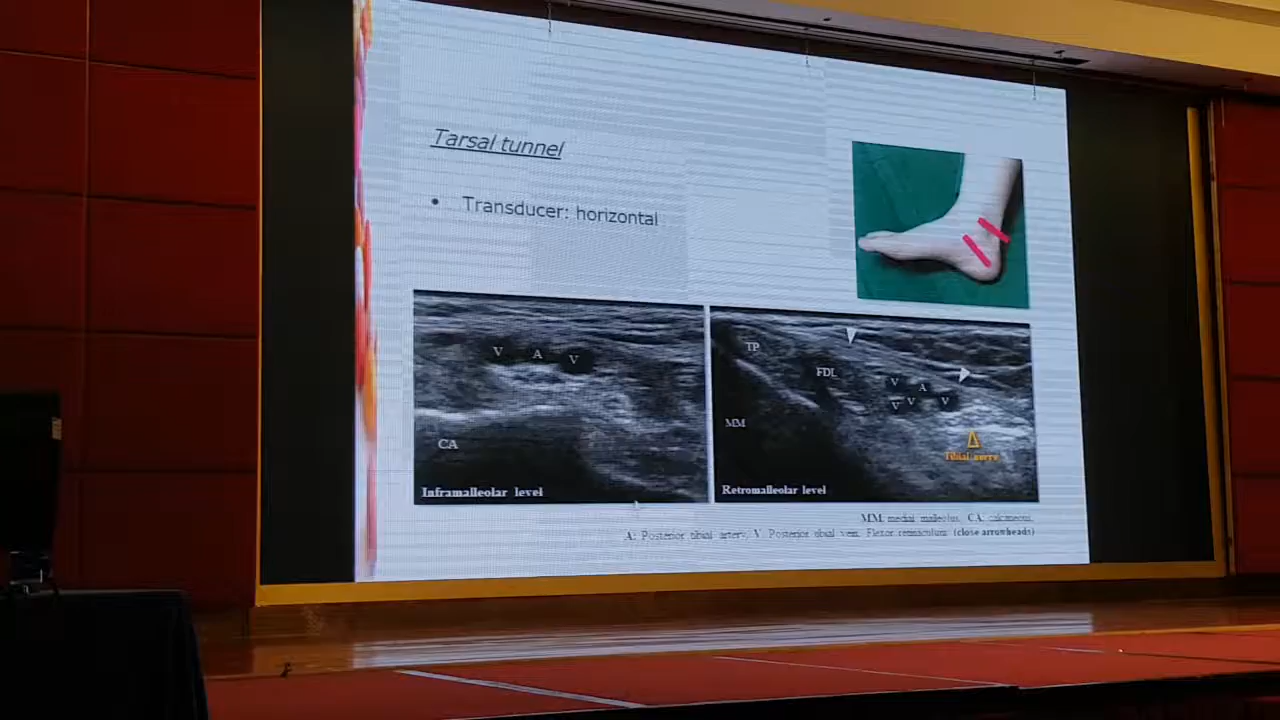 Tarsal tunnel
• Transducer: horizontal
V A V
CA
Inframalleolar level
TP
FDL
V A
V V V
MM
Tibial nerve
Retromalleolar level
MM: medial malleolus, CA: calcaneus,
A: Posterior tibial artery, V: Posterior tibial vein, Flexor retinaculum: (close arrowheads)